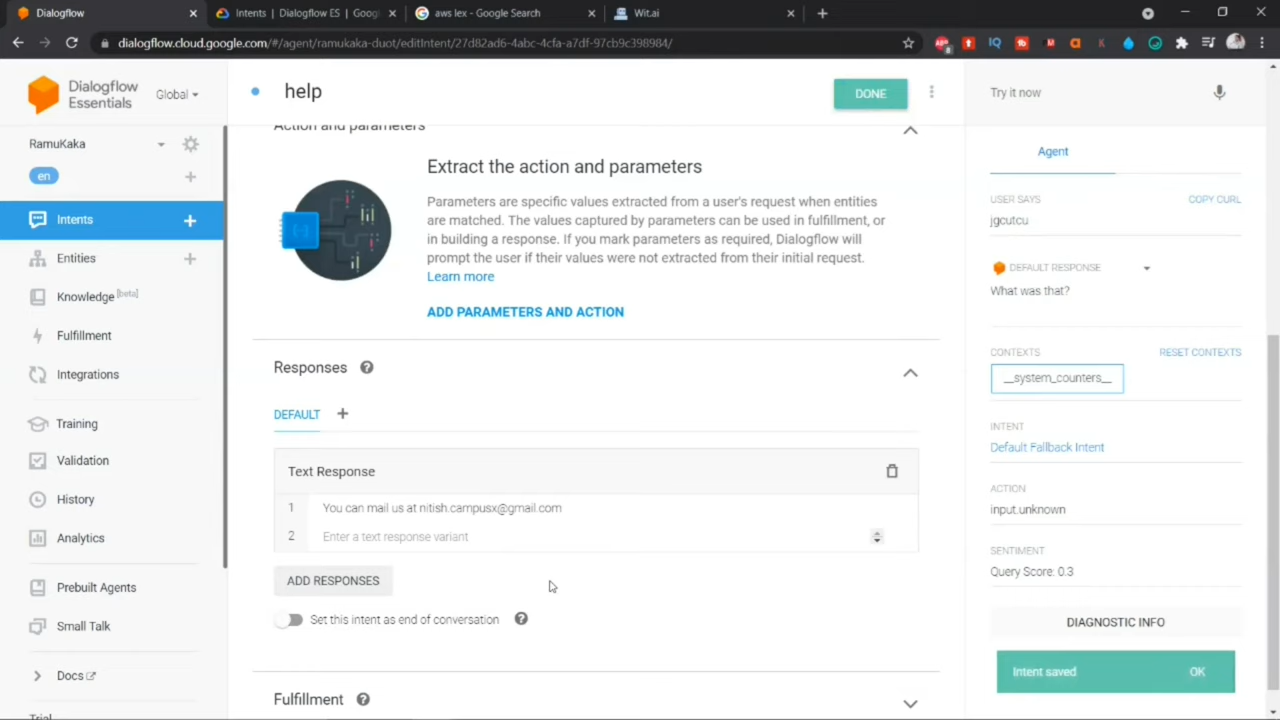 Dialogflow
Intents | Dialogflow ES | Goog
aws lex - Google Search
Wit.ai
dialogflow.cloud.google.com/#/agent/ramukaka-duot/editIntent/27d82ad6-4abc-4cfa-a7df-97cb9c398984/
Dialogflow
Essentials
Global
help
DONE
Try it now
RamuKaka
en
Intents
Entities
Knowledge [beta]
Fulfillment
Integrations
Training
Validation
History
Analytics
Prebuilt Agents
Small Talk
Docs
Trial
Action and parameters
Extract the action and parameters
Parameters are specific values extracted from a user's request when entities
are matched. The values captured by parameters can be used in fulfillment, or
in building a response. If you mark parameters as required, Dialogflow will
prompt the user if their values were not extracted from their initial request.
Learn more
ADD PARAMETERS AND ACTION
Responses
DEFAULT
Text Response
1 You can mail us at nitish.campusx@gmail.com
2 Enter a text response variant
ADD RESPONSES
Set this intent as end of conversation
Fulfillment
Agent
USER SAYS
COPY CURL
jgcutcu
DEFAULT RESPONSE
What was that?
CONTEXTS
RESET CONTEXTS
__system_counters__
INTENT
Default Fallback Intent
ACTION
input.unknown
SENTIMENT
Query Score: 0.3
DIAGNOSTIC INFO
Intent saved
OK